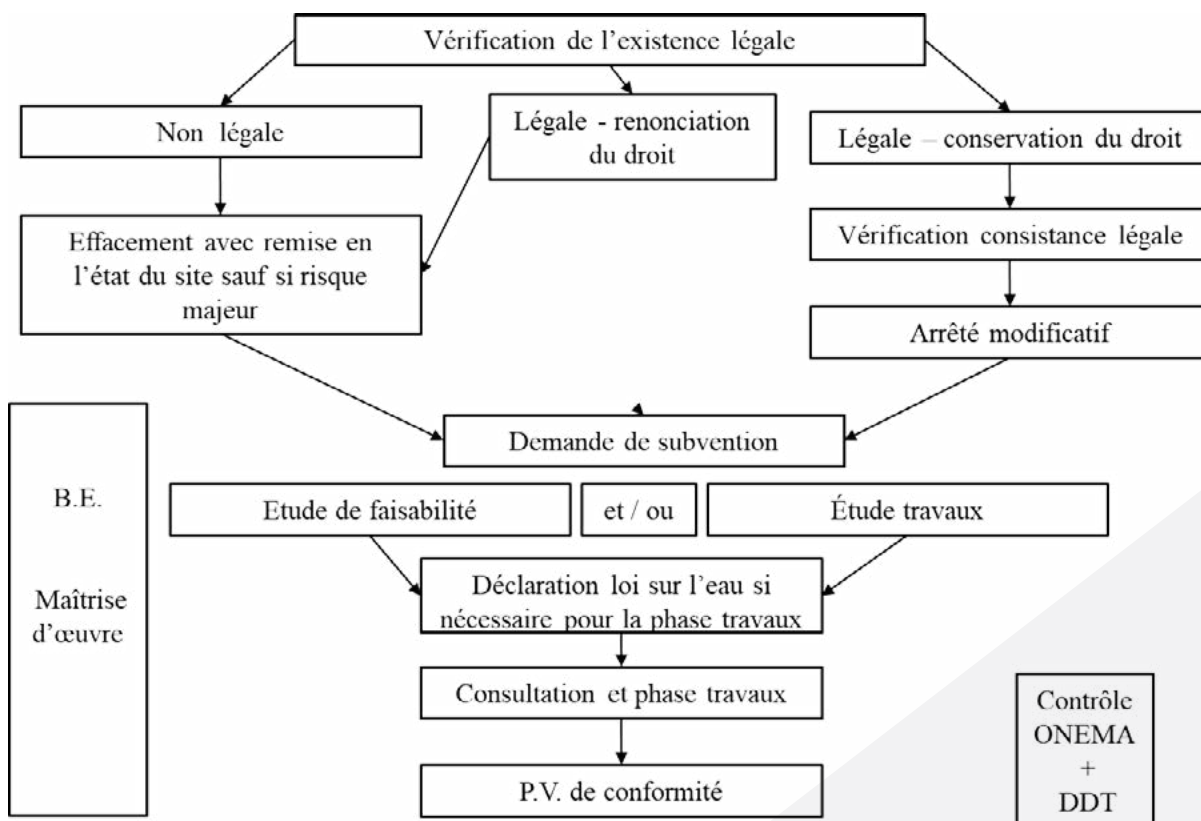 Vérification de l’existence légale
Non légale
Légale - renonciation
du droit
Légale – conservation du droit
Effacement avec remise en
l’état du site sauf si risque
majeur
Vérification consistance légale
Arrêté modificatif
Demande de subvention
B.E.
Maîtrise
d’œuvre
Etude de faisabilité
et / ou
Étude travaux
Déclaration loi sur l’eau si
nécessaire pour la phase travaux
Consultation et phase travaux
P.V. de conformité
Contrôle
ONEMA
+
DDT